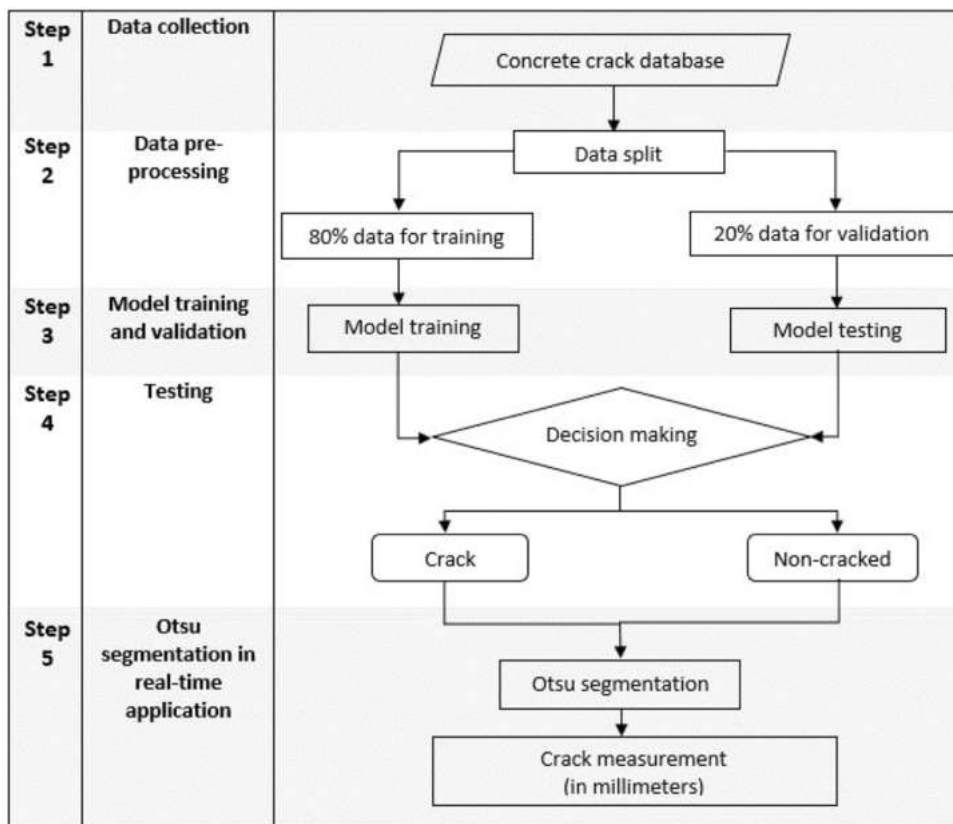 Step
1
Data collection
Concrete crack database
Step
2
Data pre-
processing
Data split
80% data for training
20% data for validation
Step
3
Model training
and validation
Model training
Model testing
Step
4
Testing
Decision making
Crack
Non-cracked
Step
5
Otsu
segmentation in
real-time
application
Otsu segmentation
Crack measurement
(in millimeters)